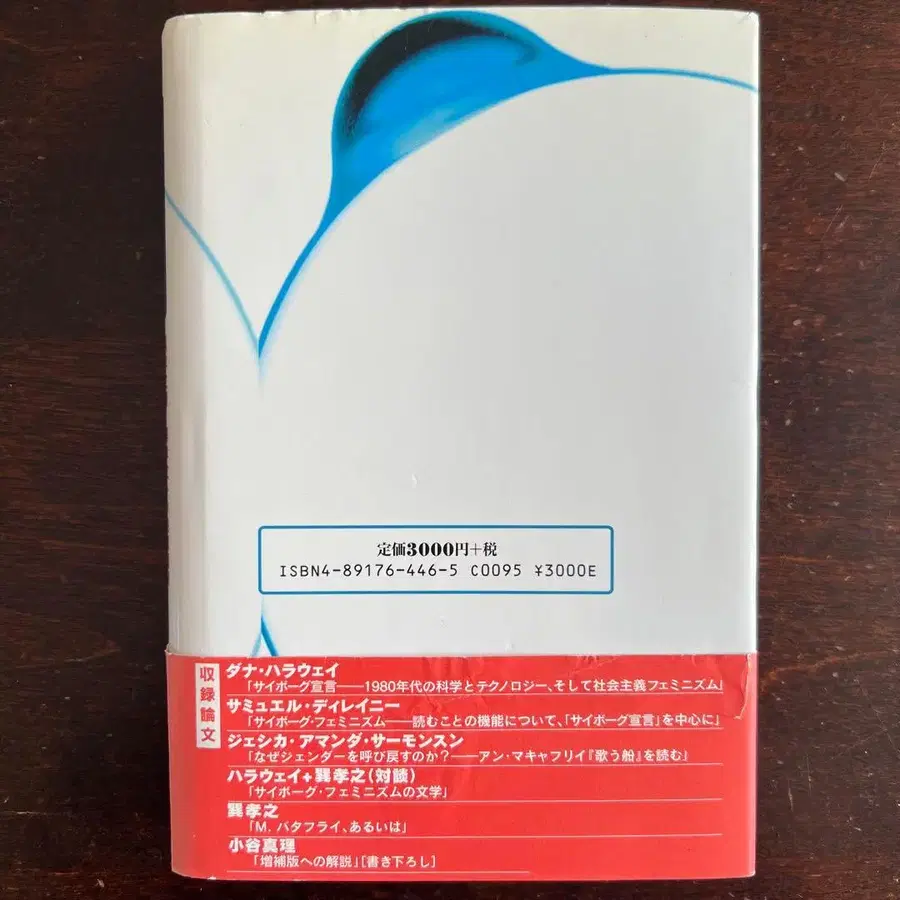 定価3000円+税
ISBN4-89176-446-5 C0095 ¥3000E
収録論文
ダナ・ハラウェイ
「サイボーグ宣言──1980年代の科学とテクノロジー、そして社会主義フェミニズム」
サミュエル・ディレイニー
「サイボーグ・フェミニズム──読むことの機能について、「サイボーグ宣言」を中心に」
ジェシカ・アマンダ・サーモンスン
「なぜジェンダーを呼び戻すのか?──アン・マキャフリイ『歌う船』を読む」
ハラウェイ+巽孝之(対談)
「サイボーグ・フェミニズムの文学」
巽孝之
「M. バタフライ、あるいは」
小谷真理
「増補版への解説」[書き下ろし]